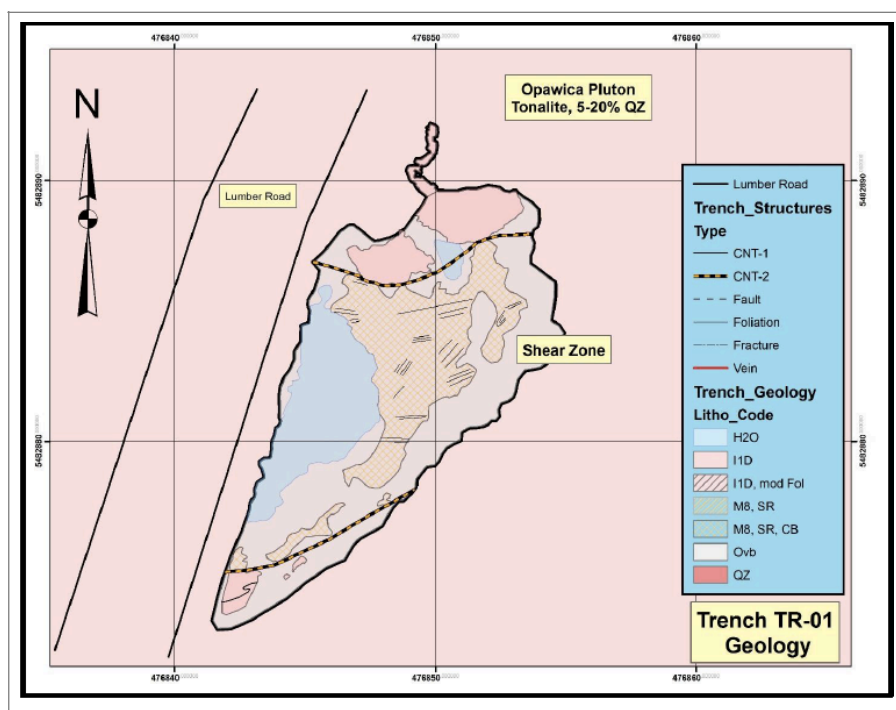 476840
476850
476860
Opawica Pluton
Tonalite, 5-20% QZ
N
5482890
5482890
Lumber Road
Lumber Road
Trench_Structures
Type
CNT-1
CNT-2
Fault
Foliation
Fracture
Vein
Shear Zone
Trench_Geology
Litho_Code
H2O
I1D
I1D, mod Fol
M8, SR
M8, SR, CB
Ovb
QZ
5482880
5482880
Trench TR-01
Geology
476840
476850
476860